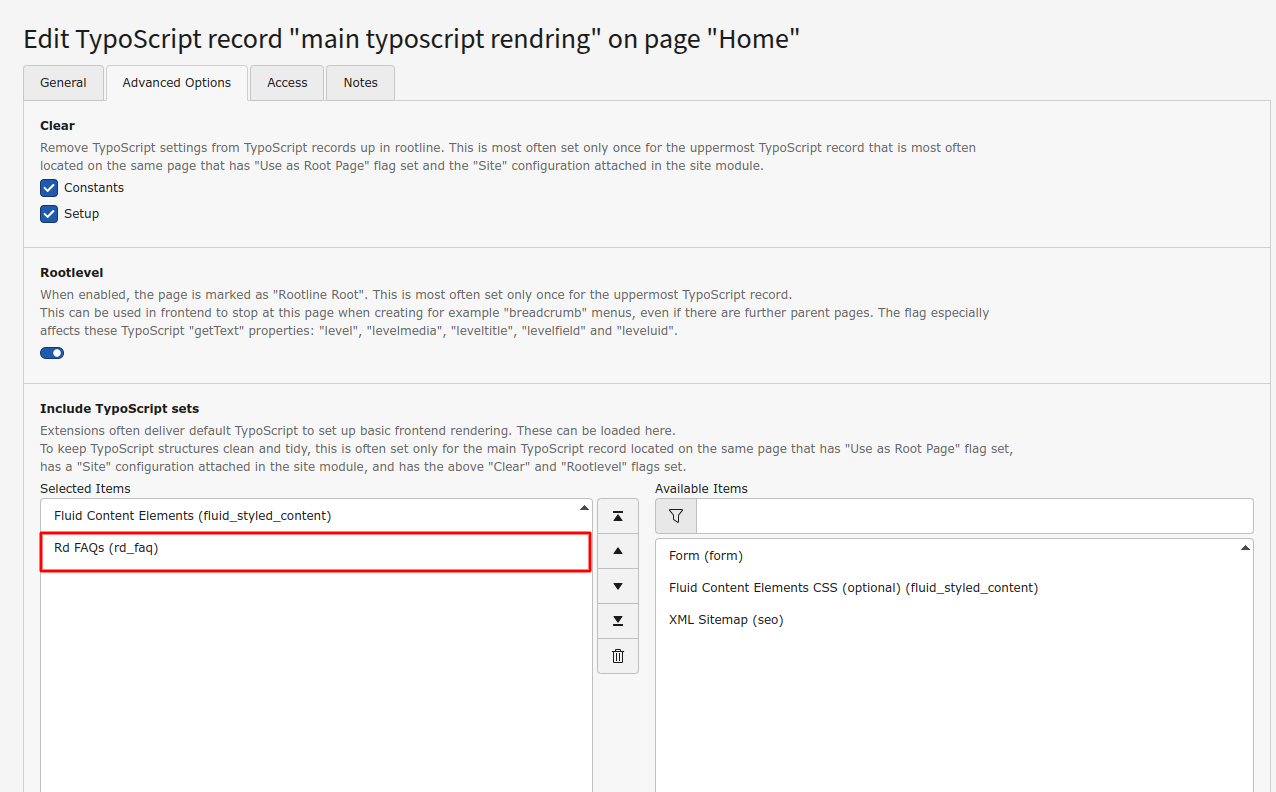 Edit TypoScript record "main typoscript rendring" on page "Home"
General
Advanced Options
Access
Notes
Clear
Remove TypoScript settings from TypoScript records up in rootline. This is most often set only once for the uppermost TypoScript record that is most often
located on the same page that has "Use as Root Page" flag set and the "Site" configuration attached in the site module.
Constants
Setup
Rootlevel
When enabled, the page is marked as "Rootline Root". This is most often set only once for the uppermost TypoScript record.
This can be used in frontend to stop at this page when creating for example "breadcrumb" menus, even if there are further parent pages. The flag especially
affects these TypoScript "getText" properties: "level", "levelmedia", "leveltitle", "levelfield" and "leveluid".
Include TypoScript sets
Extensions often deliver default TypoScript to set up basic frontend rendering. These can be loaded here.
To keep TypoScript structures clean and tidy, this is often set only for the main TypoScript record located on the same page that has "Use as Root Page" flag set,
has a "Site" configuration attached in the site module, and has the above "Clear" and "Rootlevel" flags set.
Selected Items
Fluid Content Elements (fluid_styled_content)
Rd FAQs (rd_faq)
Available Items
Form (form)
Fluid Content Elements CSS (optional) (fluid_styled_content)
XML Sitemap (seo)